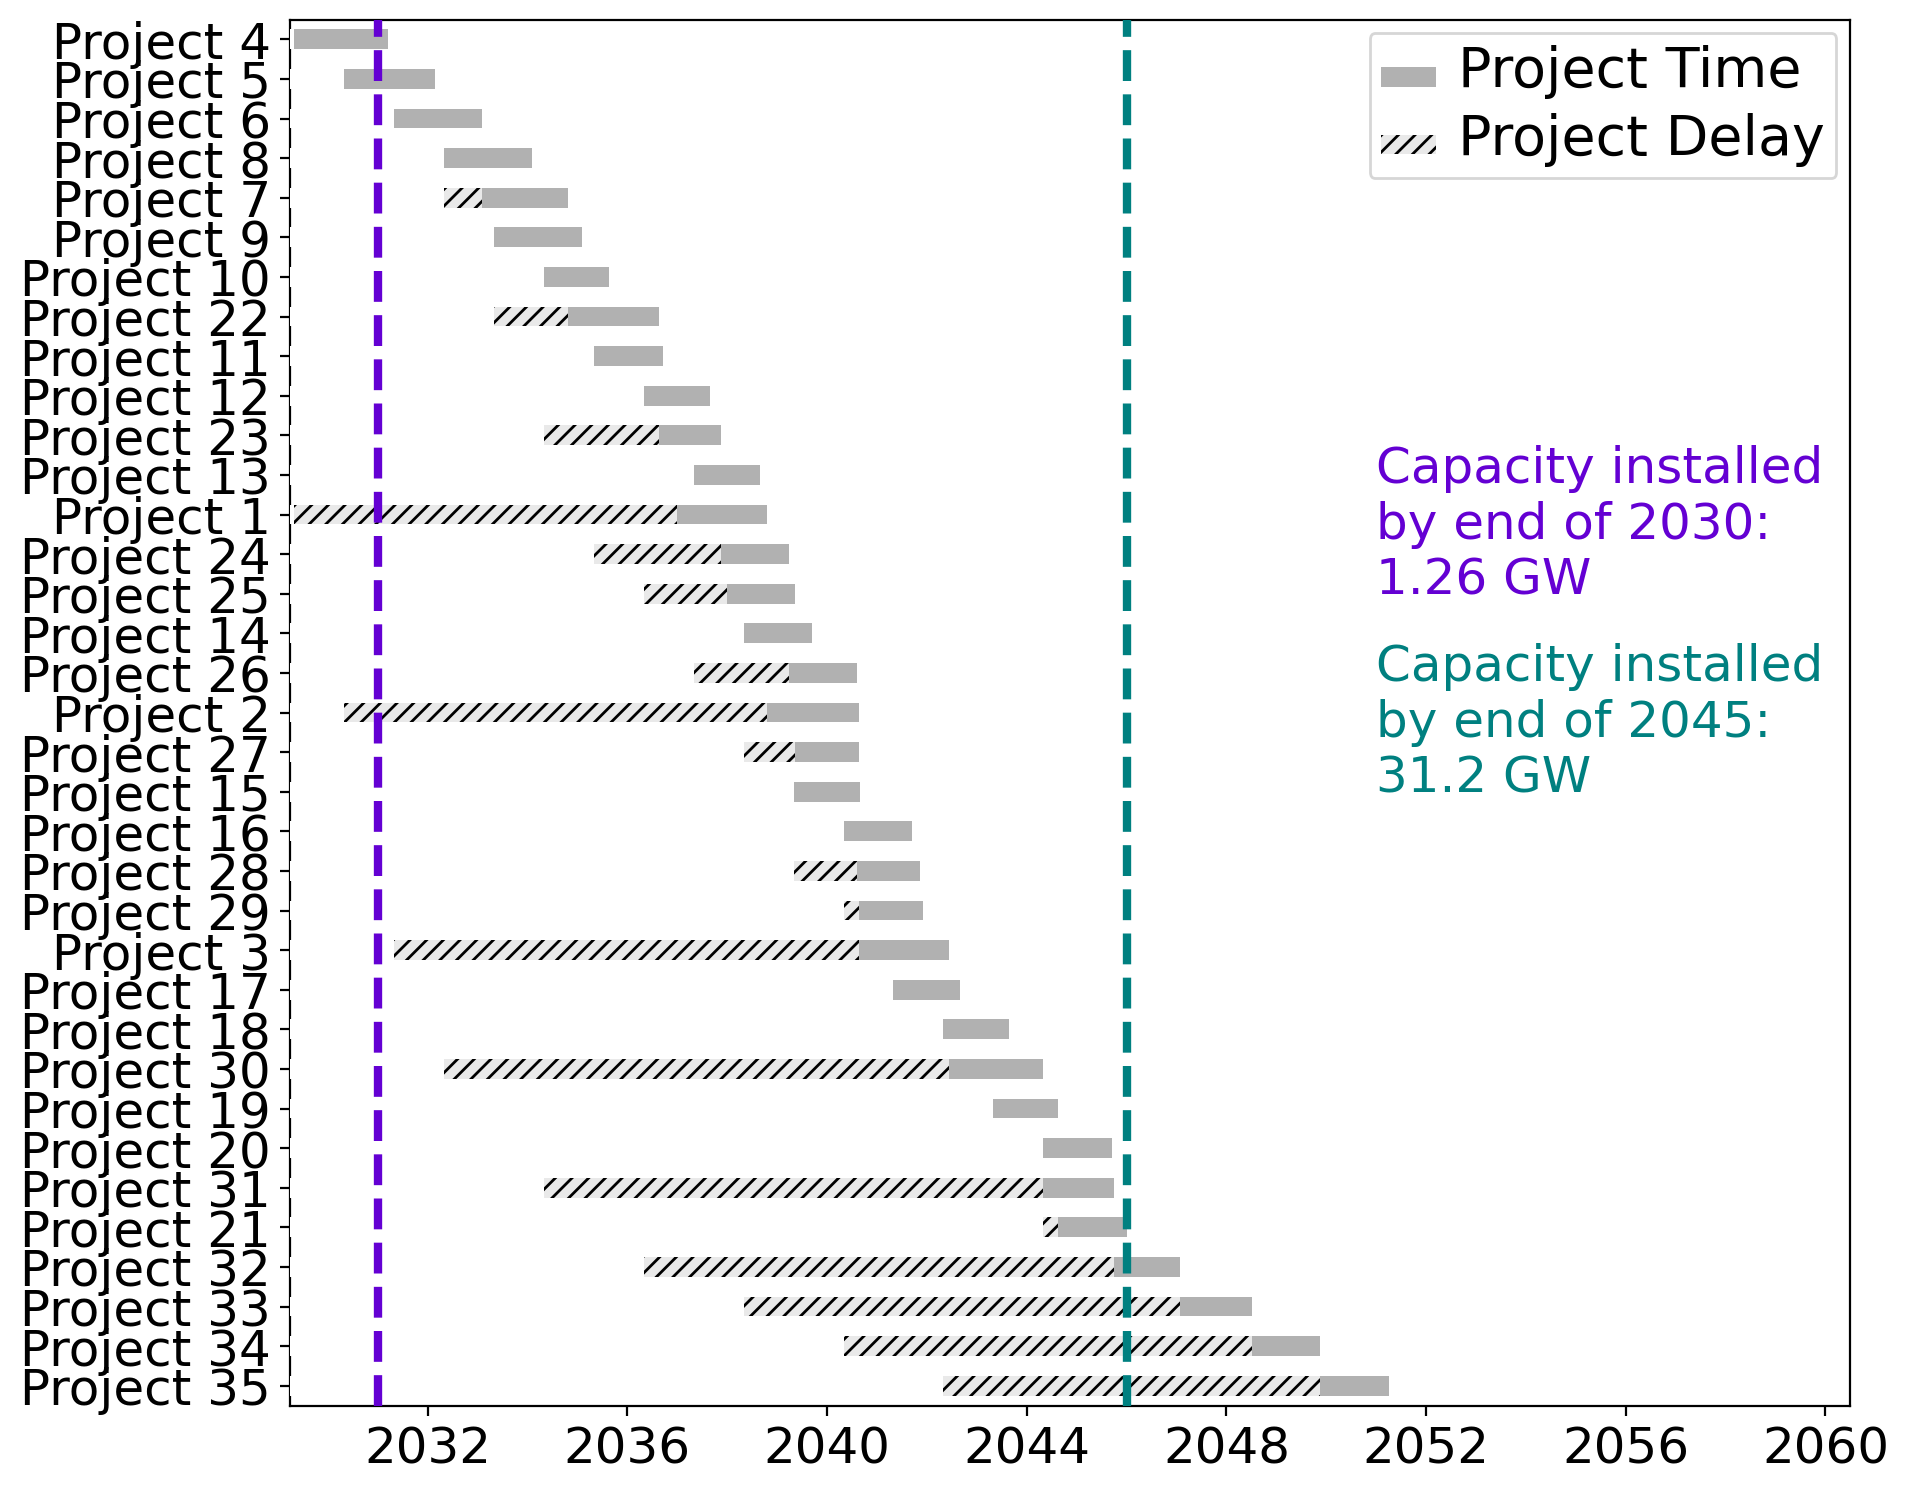 Project 4
Project 5
Project 6
Project 8
Project 7
Project 9
Project 10
Project 22
Project 11
Project 12
Project 23
Project 13
Project 1
Project 24
Project 25
Project 14
Project 26
Project 2
Project 27
Project 15
Project 16
Project 28
Project 29
Project 3
Project 17
Project 18
Project 30
Project 19
Project 20
Project 31
Project 21
Project 32
Project 33
Project 34
Project 35
Project Time
Project Delay
Capacity installed
by end of 2030:
1.26 GW
Capacity installed
by end of 2045:
31.2 GW
2032 2036 2040 2044 2048 2052 2056 2060